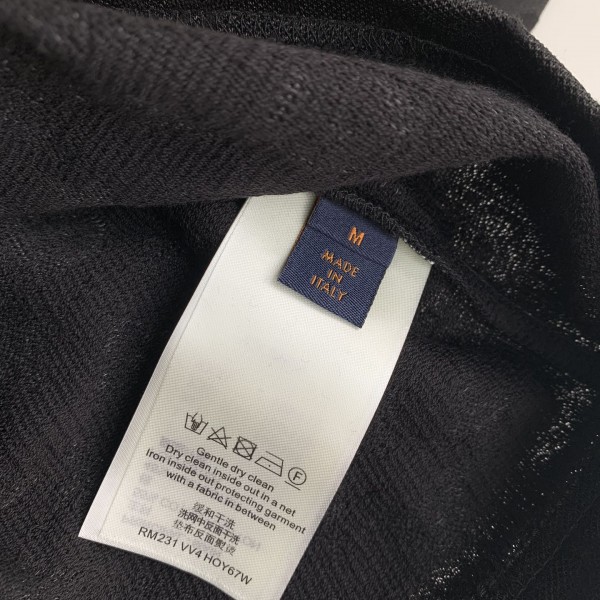 M
MADE
IN
ITALY
Gentle dry clean
Dry clean inside out in a net
Iron inside out protecting garment
with a fabric in between
缓和干洗
洗网中反面干洗
垫布反面熨烫
RM231 VV4 HOY67W